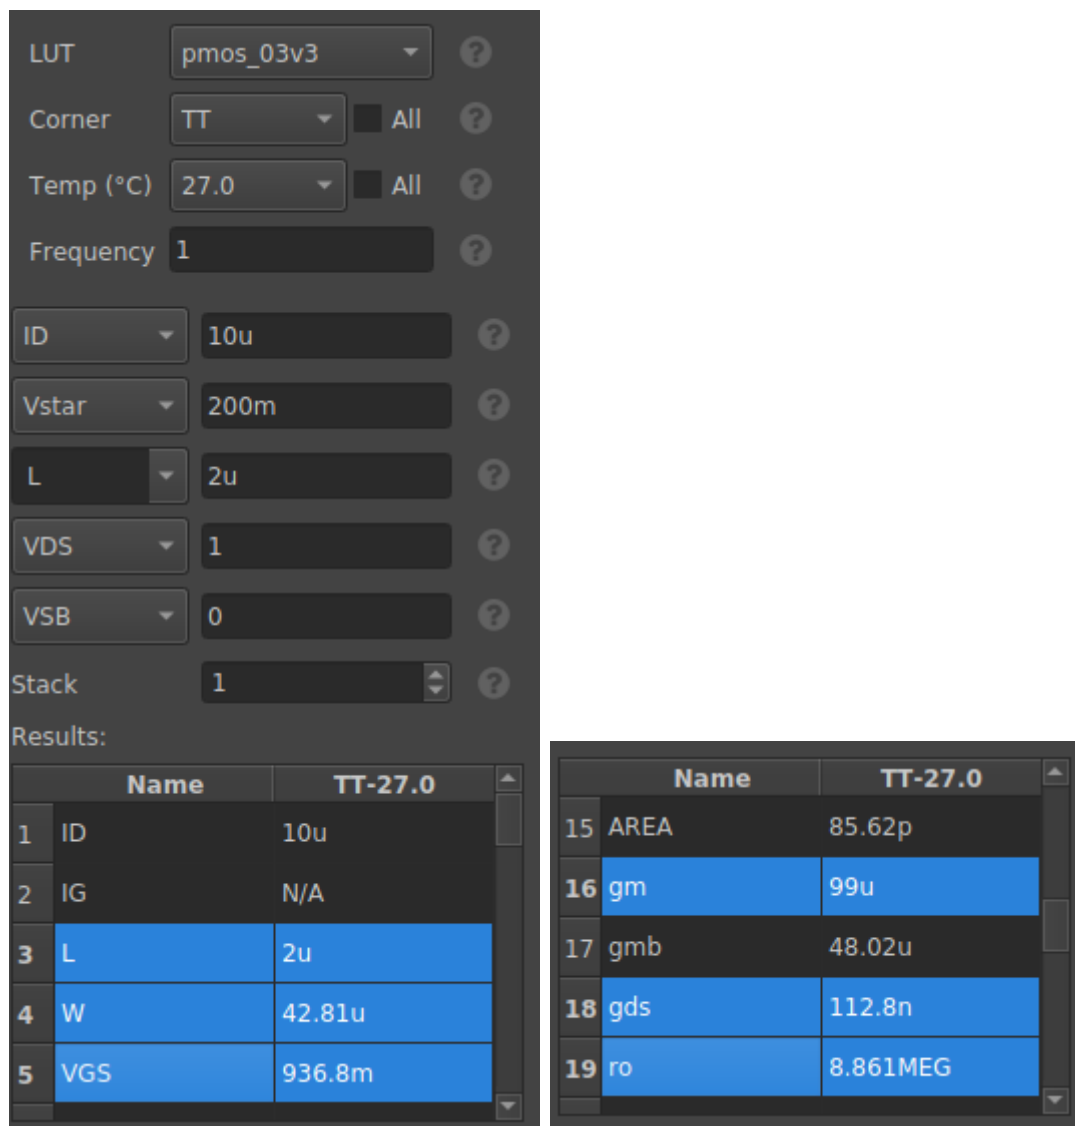 LUT pmos_03v3 ?
Corner TT All ?
Temp (°C) 27.0 All ?
Frequency 1 ?
ID 10u ?
Vstar 200m ?
L 2u ?
VDS 1 ?
VSB 0 ?
Stack 1 ?
Results:
Name TT-27.0
1 ID 10u
2 IG N/A
3 L 2u
4 W 42.81u
5 VGS 936.8m
Name TT-27.0
15 AREA 85.62p
16 gm 99u
17 gmb 48.02u
18 gds 112.8n
19 ro 8.861MEG